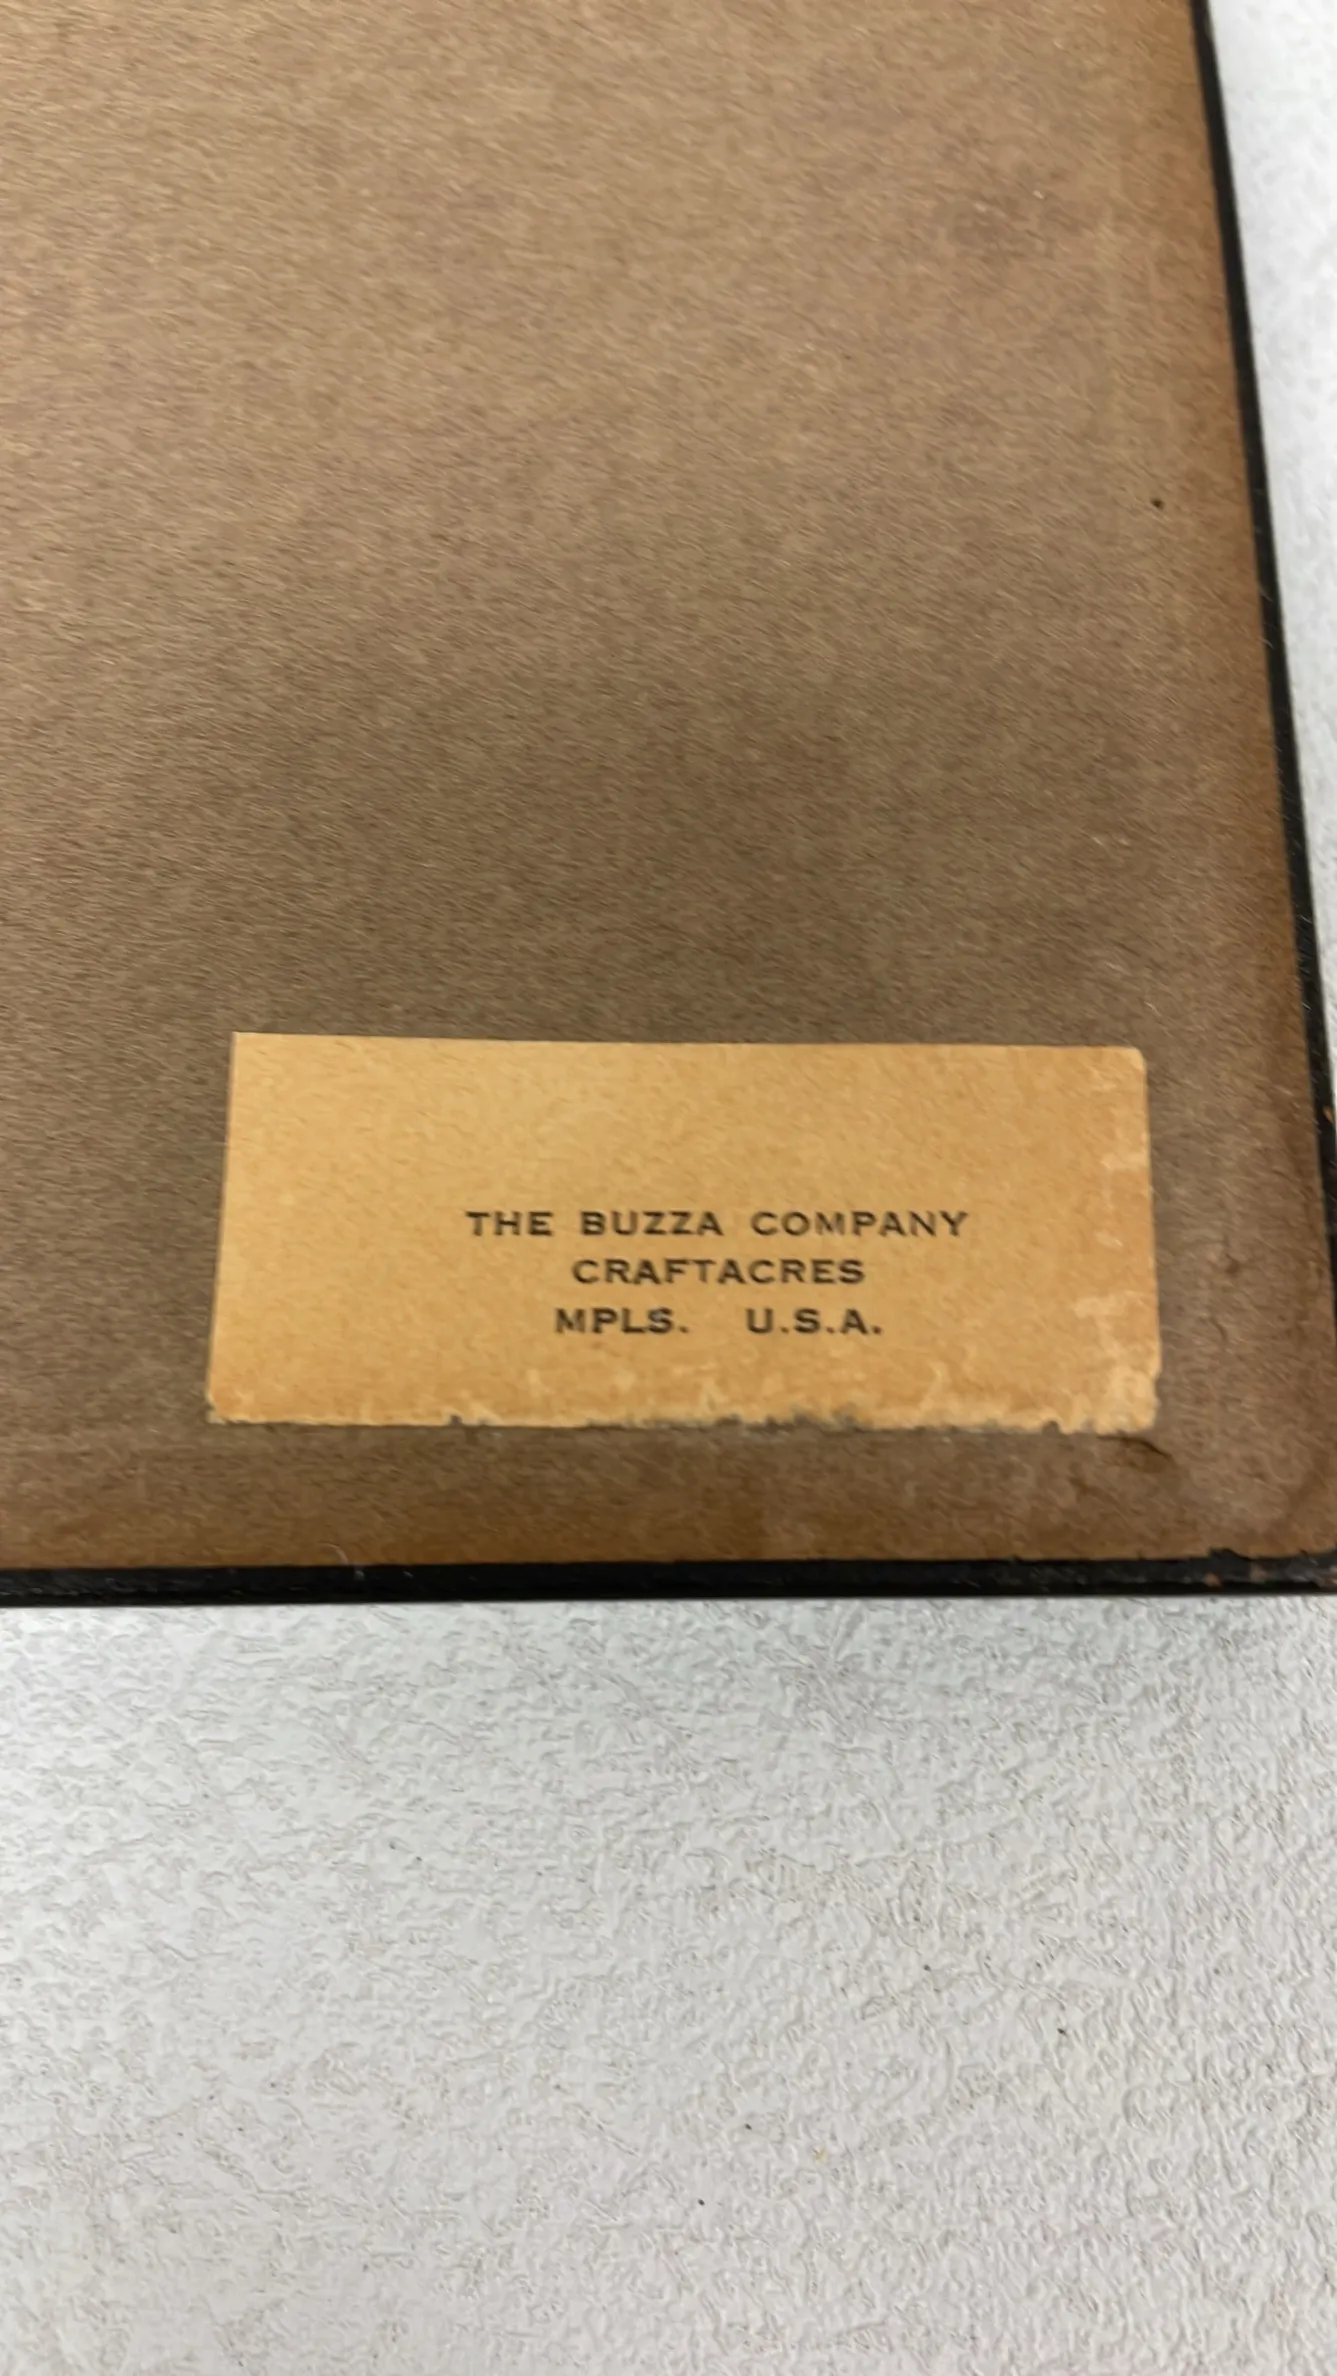 THE BUZZA COMPANY
CRAFTACRES
MPLS. U.S.A.